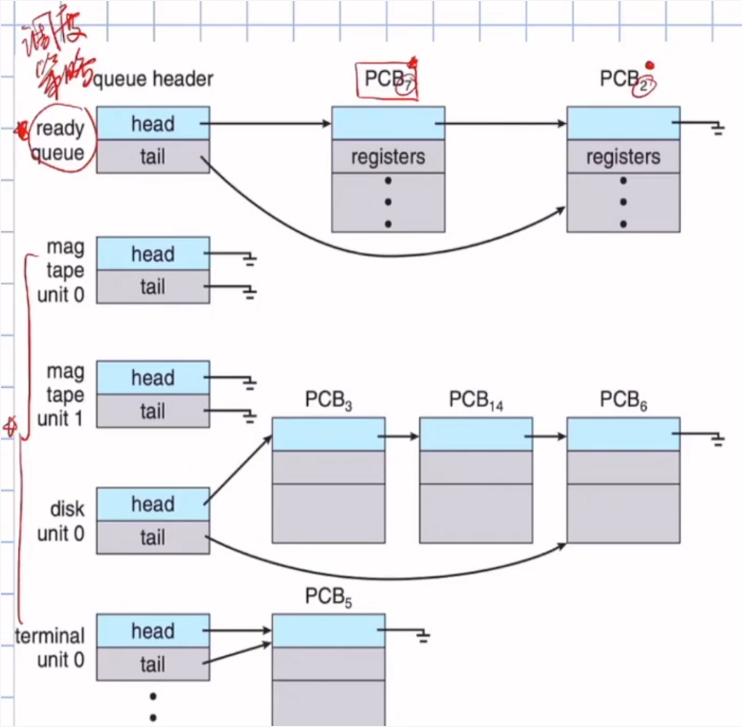 调度
策略
queue header
PCB7
PCB2
ready
queue
head
tail
registers
registers
mag
tape
unit 0
head
tail
mag
tape
unit 1
head
tail
PCB3
PCB14
PCB6
disk
unit 0
head
tail
PCB5
terminal
unit 0
head
tail